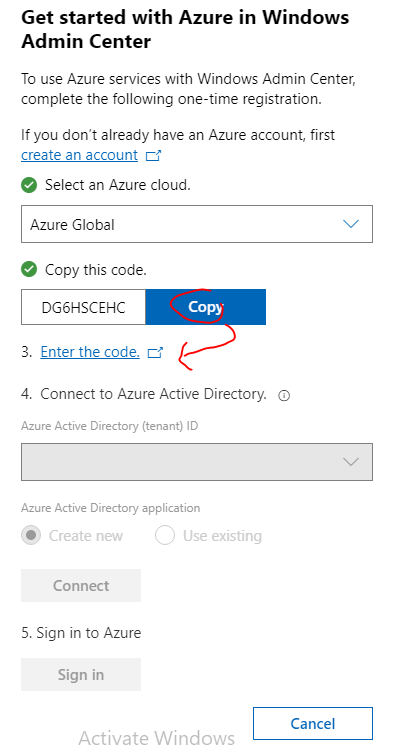 Get started with Azure in Windows
Admin Center
To use Azure services with Windows Admin Center,
complete the following one-time registration.
If you don't already have an Azure account, first
create an account
Select an Azure cloud.
Azure Global
Copy this code.
DG6HSCEHC Copy
3. Enter the code.
4. Connect to Azure Active Directory.
Azure Active Directory (tenant) ID
Azure Active Directory application
Create new Use existing
Connect
5. Sign in to Azure
Sign in
Cancel
Activate Windows